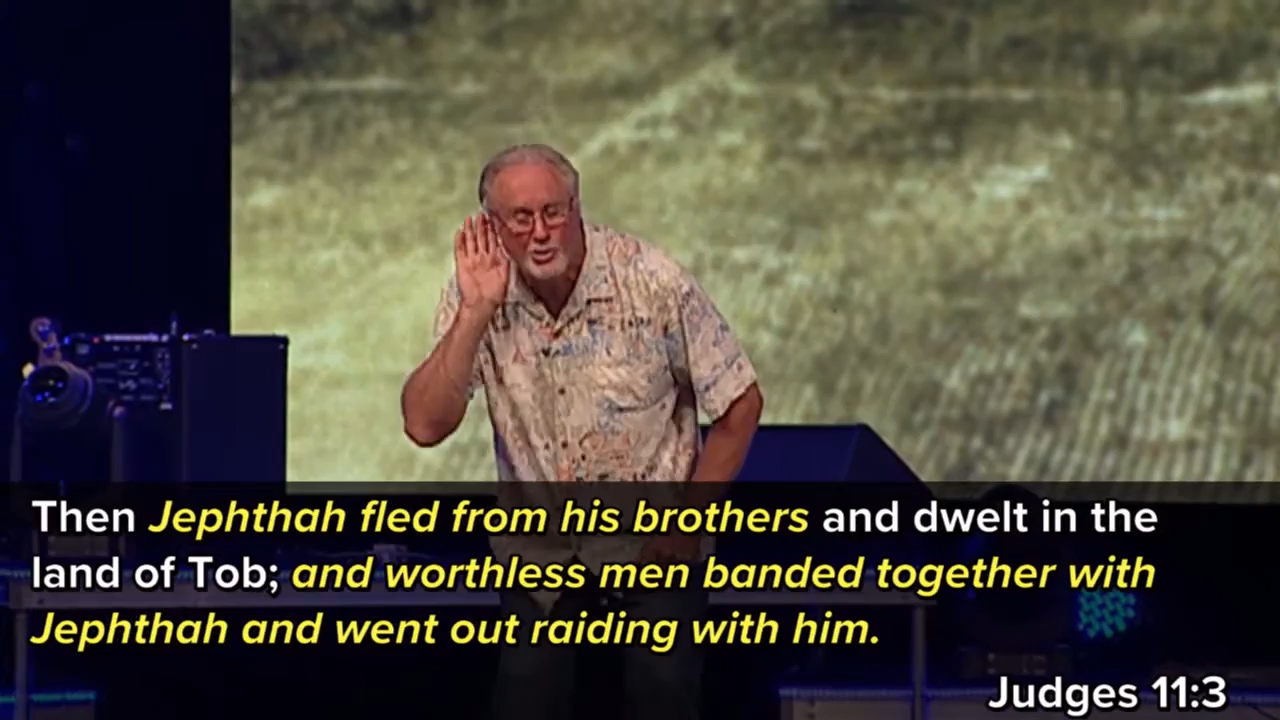 Then Jephthah fled from his brothers and dwelt in the
land of Tob; and worthless men banded together with
Jephthah and went out raiding with him.
Judges 11:3